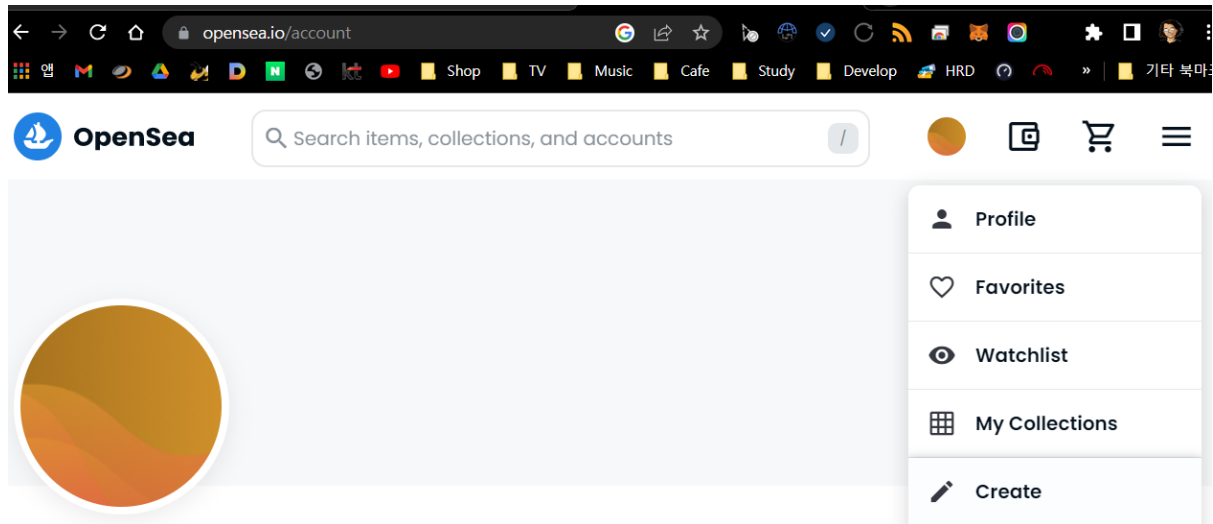 opensea.io/account
앱 Shop TV Music Cafe Study Develop HRD » 기타 북마크
OpenSea Search items, collections, and accounts /
Profile
Favorites
Watchlist
My Collections
Create